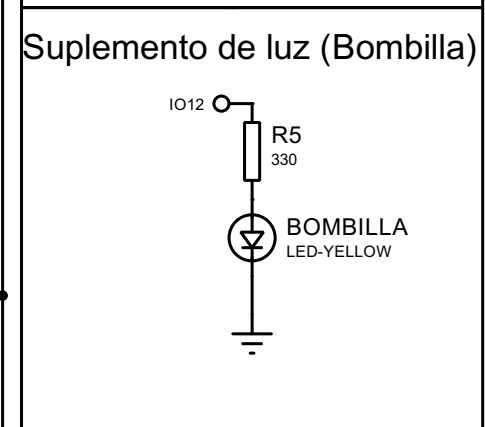 Suplemento de luz (Bombilla)
IO12
R5
330
BOMBILLA
LED-YELLOW